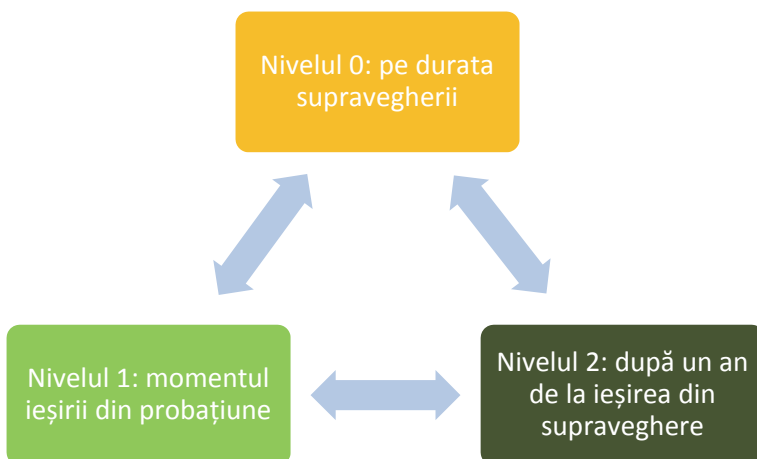 Nivelul 0: pe durata
supravegherii
Nivelul 1: momentul
ieșirii din probațiune
Nivelul 2: după un an
de la ieșirea din
supraveghere